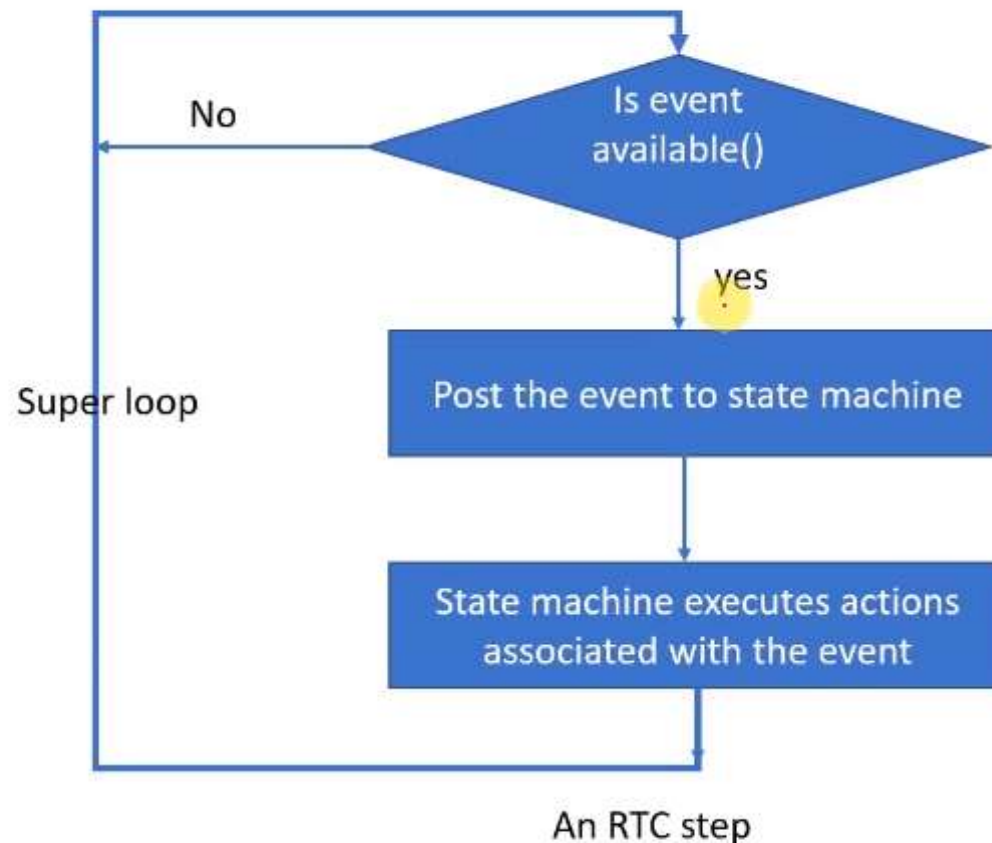 Is event
available()
No
yes
Post the event to state machine
Super loop
State machine executes actions
associated with the event
An RTC step